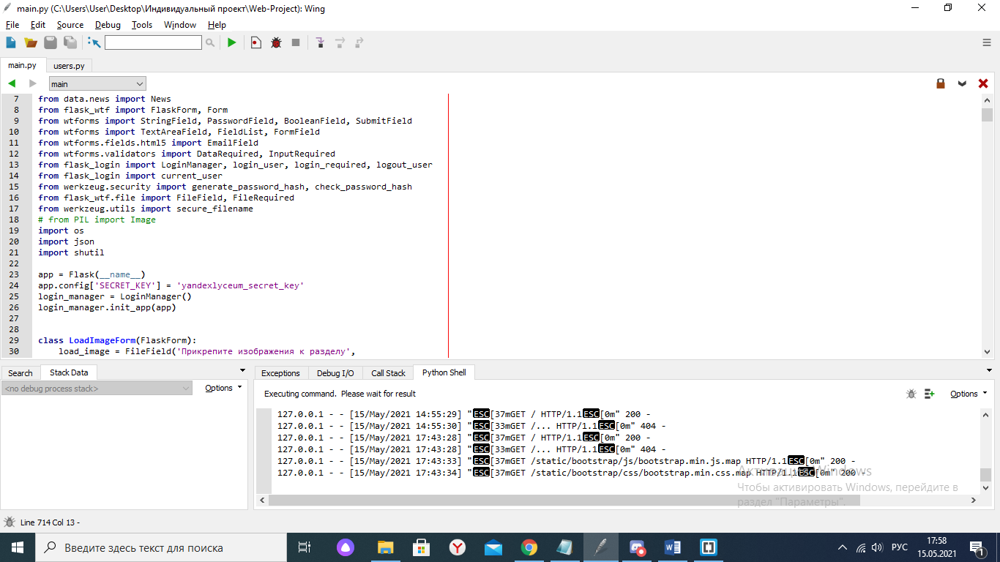 main.py (C:\Users\User\Desktop\Индивидуальный проект\Web-Project): Wing
File Edit Source Debug Tools Window Help
main.py users.py
main
7 from data.news import News
8 from flask_wtf import FlaskForm, Form
9 from wtforms import StringField, PasswordField, BooleanField, SubmitField
10 from wtforms import TextAreaField, FieldList, FormField
11 from wtforms.fields.html5 import EmailField
12 from wtforms.validators import DataRequired, InputRequired
13 from flask_login import LoginManager, login_user, login_required, logout_user
14 from flask_login import current_user
15 from werkzeug.security import generate_password_hash, check_password_hash
16 from flask_wtf.file import FileField, FileRequired
17 from werkzeug.utils import secure_filename
18 # from PIL import Image
19 import os
20 import json
21 import shutil
22
23 app = Flask(__name__)
24 app.config['SECRET_KEY'] = 'yandexlyceum_secret_key'
25 login_manager = LoginManager()
26 login_manager.init_app(app)
27
28
29 class LoadImageForm(FlaskForm):
30 load_image = FileField('Прикрепите изображения к разделу',
Search Stack Data
<no debug process stack> Options
Exceptions Debug I/O Call Stack Python Shell
Executing command. Please wait for result Options
127.0.0.1 - - [15/May/2021 14:55:29] "ESC[37mGET / HTTP/1.1ESC[0m" 200 -
127.0.0.1 - - [15/May/2021 14:55:30] "ESC[33mGET /... HTTP/1.1ESC[0m" 404 -
127.0.0.1 - - [15/May/2021 17:43:28] "ESC[37mGET / HTTP/1.1ESC[0m" 200 -
127.0.0.1 - - [15/May/2021 17:43:28] "ESC[33mGET /... HTTP/1.1ESC[0m" 404 -
127.0.0.1 - - [15/May/2021 17:43:33] "ESC[37mGET /static/bootstrap/js/bootstrap.min.js.map HTTP/1.1ESC[0m" 200 -
127.0.0.1 - - [15/May/2021 17:43:34] "ESC[37mGET /static/bootstrap/css/bootstrap.min.css.map HTTP/1.1ESC[0m" 200 -
Активация Windows
Чтобы активировать Windows, перейдите в
раздел "Параметры".
Line 714 Col 13 -
Введите здесь текст для поиска
РУС
17:58
15.05.2021
1